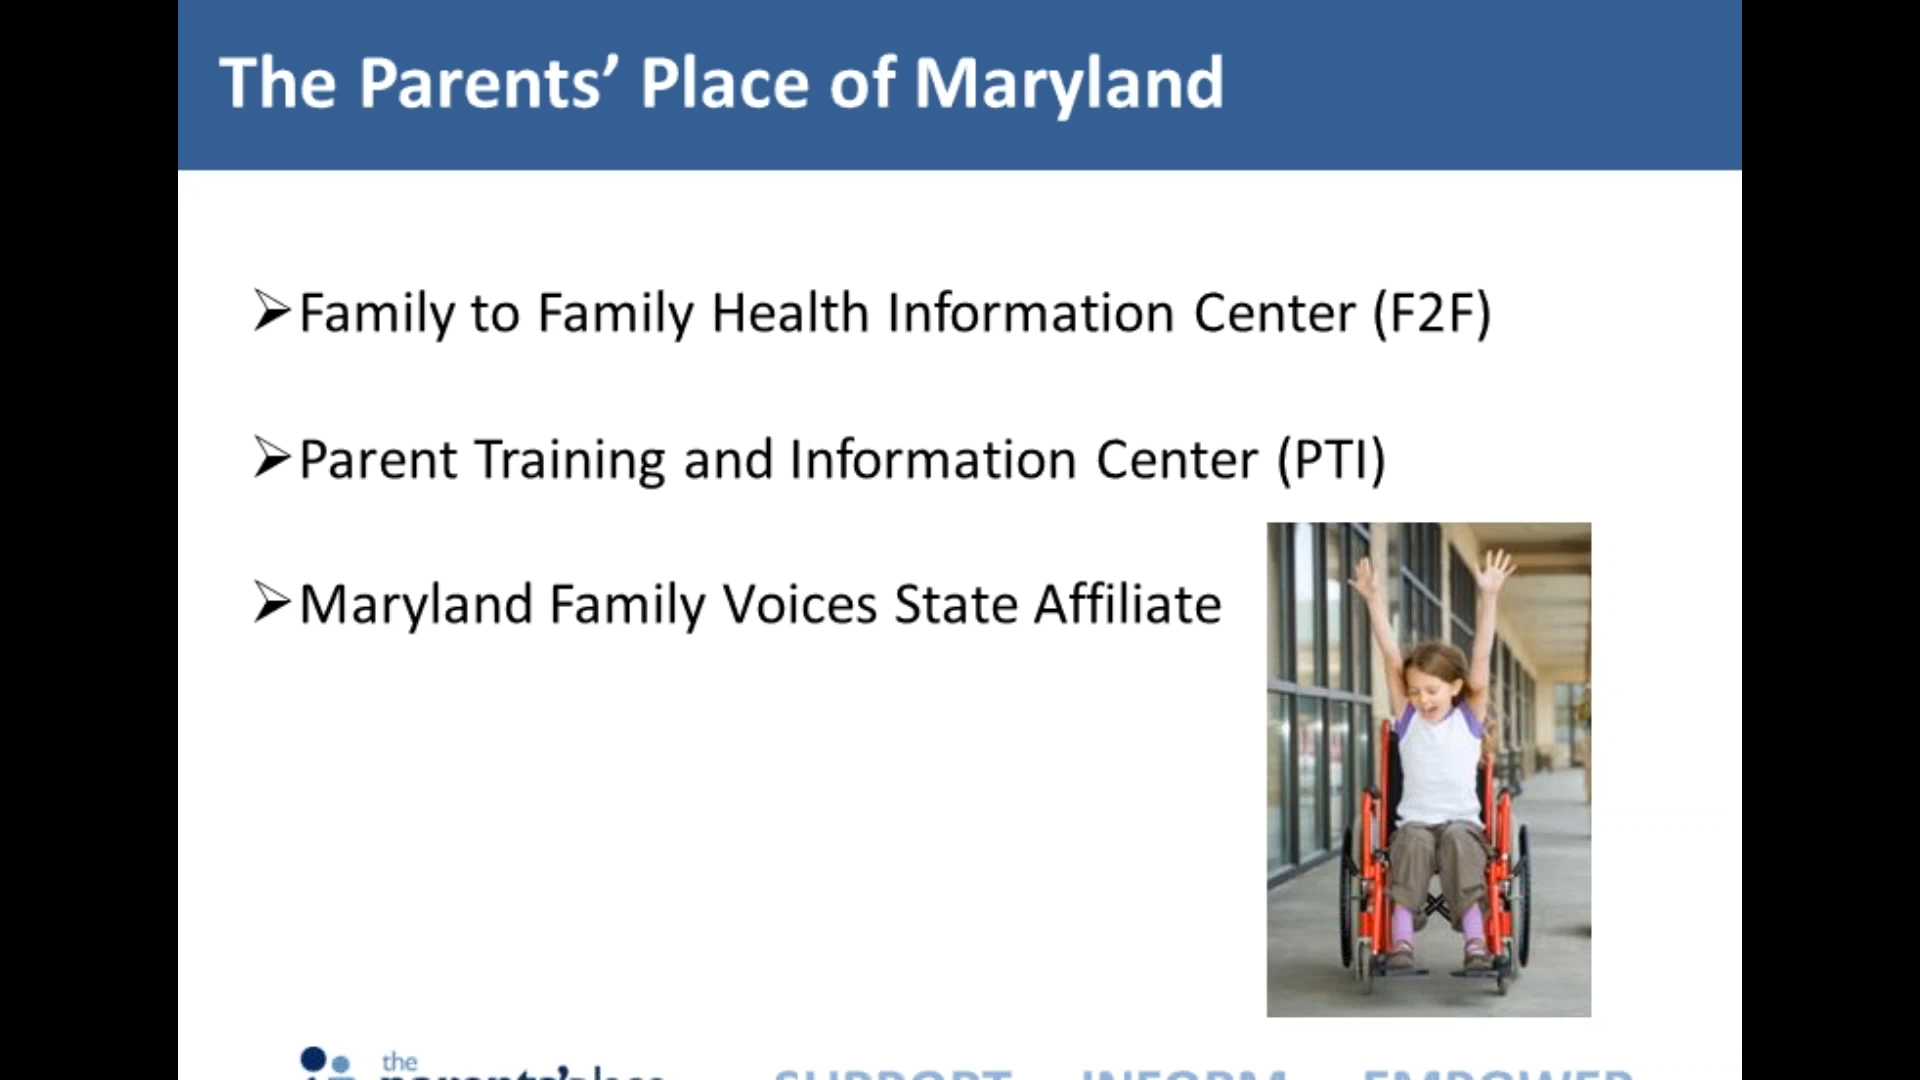 The Parents’ Place of Maryland
➢Family to Family Health Information Center (F2F)
➢Parent Training and Information Center (PTI)
➢Maryland Family Voices State Affiliate
the
parents’place
SUPPORT INFORM EMPOWER